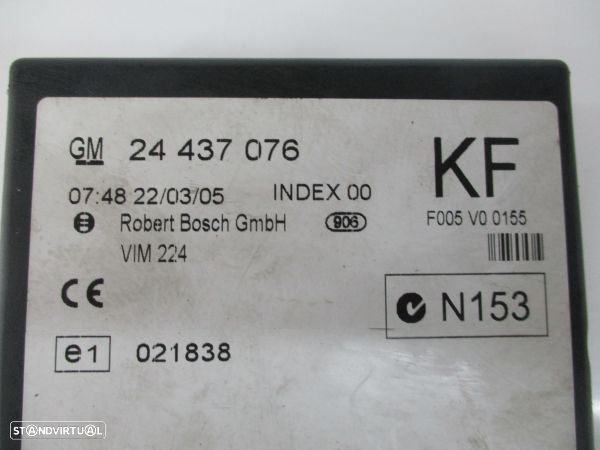 GM 24 437 076
KF
07:48 22/03/05 INDEX 00
F005 V0 0155
Robert Bosch GmbH 906
VIM 224
CE
N153
e1 021838
STANDVIRTUAL